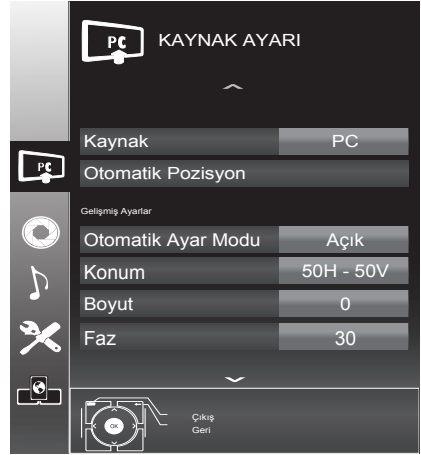 PC KAYNAK AYARI
Kaynak PC
PC
Otomatik Pozisyon
Gelişmiş Ayarlar
Otomatik Ayar Modu Açık
Konum 50H - 50V
Boyut 0
Faz 30
OK
Çıkış
Geri